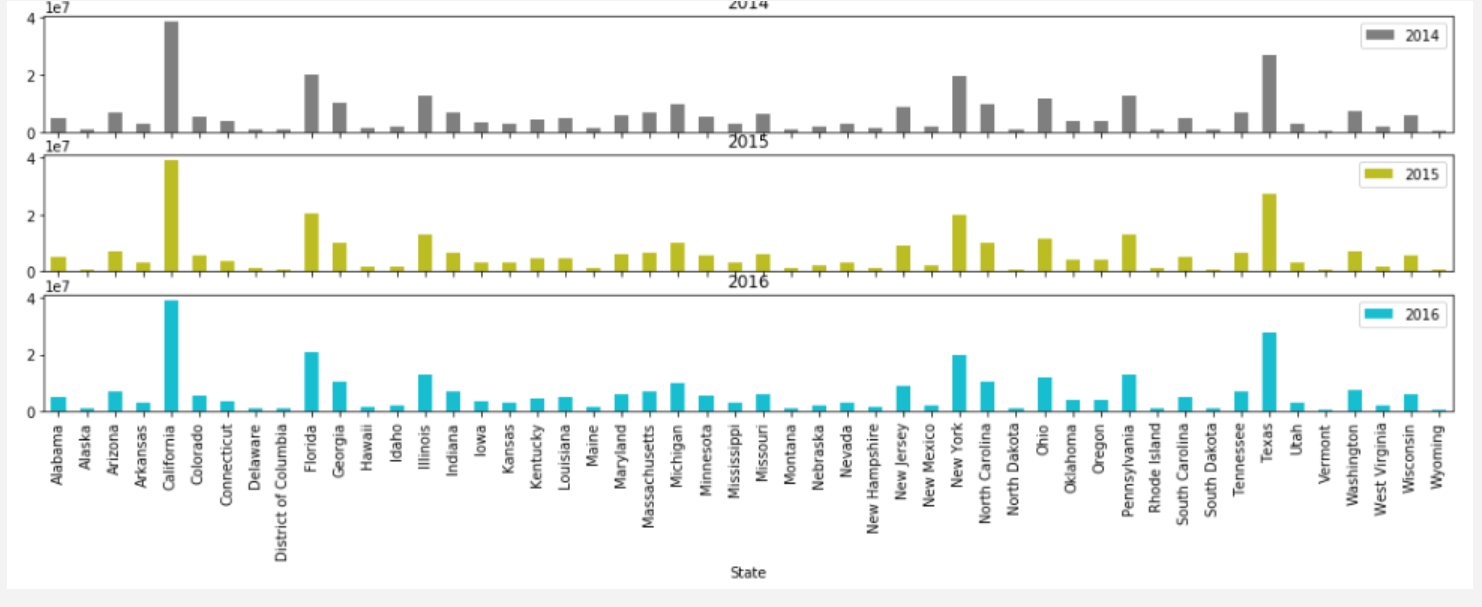 2014
1e7
4
2
0
2014
2015
1e7
4
2
0
2015
2016
1e7
4
2
0
2016
Alabama
Alaska
Arizona
Arkansas
California
Colorado
Connecticut
Delaware
District of Columbia
Florida
Georgia
Hawaii
Idaho
Illinois
Indiana
Iowa
Kansas
Kentucky
Louisiana
Maine
Maryland
Massachusetts
Michigan
Minnesota
Mississippi
Missouri
Montana
Nebraska
Nevada
New Hampshire
New Jersey
New Mexico
New York
North Carolina
North Dakota
Ohio
Oklahoma
Oregon
Pennsylvania
Rhode Island
South Carolina
South Dakota
Tennessee
Texas
Utah
Vermont
Washington
West Virginia
Wisconsin
Wyoming
State